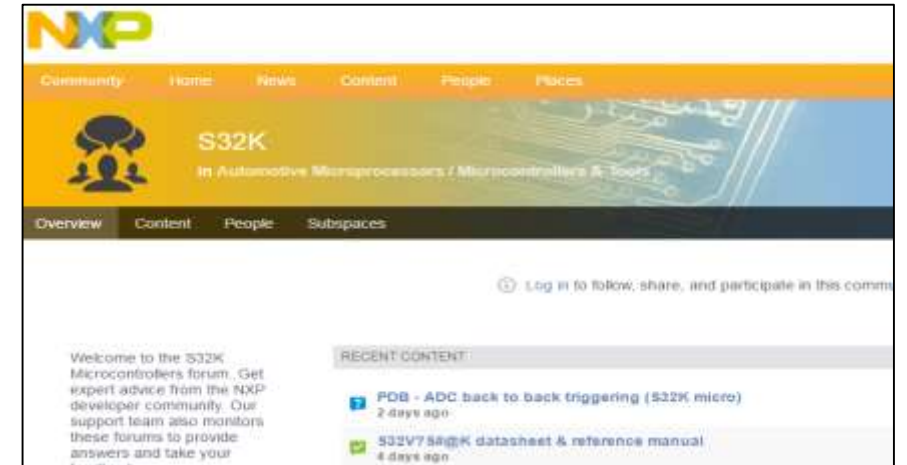 NXP
Community Home News Content People Places
S32K
in Automotive Microprocessors / Microcontrollers & Tools
Overview Content People Subspaces
Log in to follow, share, and participate in this commu
Welcome to the S32K
Microcontrollers forum. Get
expert advice from the NXP
developer community. Our
support team also monitors
these forums to provide
answers and take your
RECENT CONTENT
PDB - ADC back to back triggering (S32K micro)
2 days ago
S32V?S#@K datasheet & reference manual
4 days ago